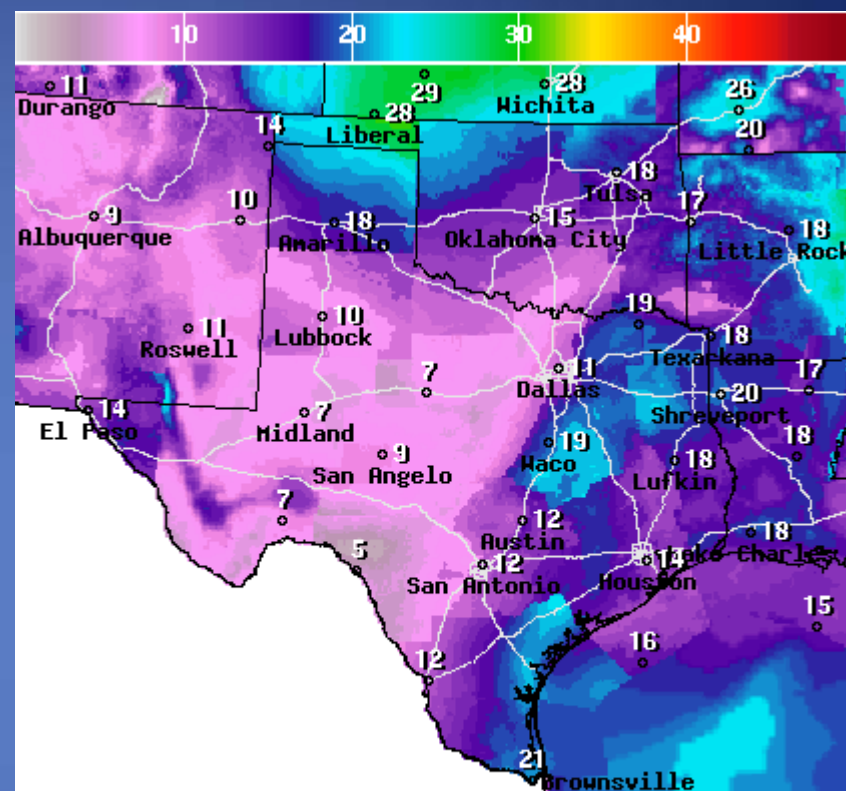 10 20 30 40
29
11 28 26
Durango Wichita
28
Liberal
14 20
18
Tulsa
9 10 18 15 17 18
Albuquerque Amarillo Oklahoma City Little Rock
11 10 19 18
Roswell Lubbock Texarkana
11
7 Dallas 20 17
14 7 Shreveport
El Paso Midland
9 19 18 18
San Angelo Waco Lufkin
7 12 18
Austin Lake Charles
5 12 14
San Antonio Houston
15
16
12
21
Brownsville